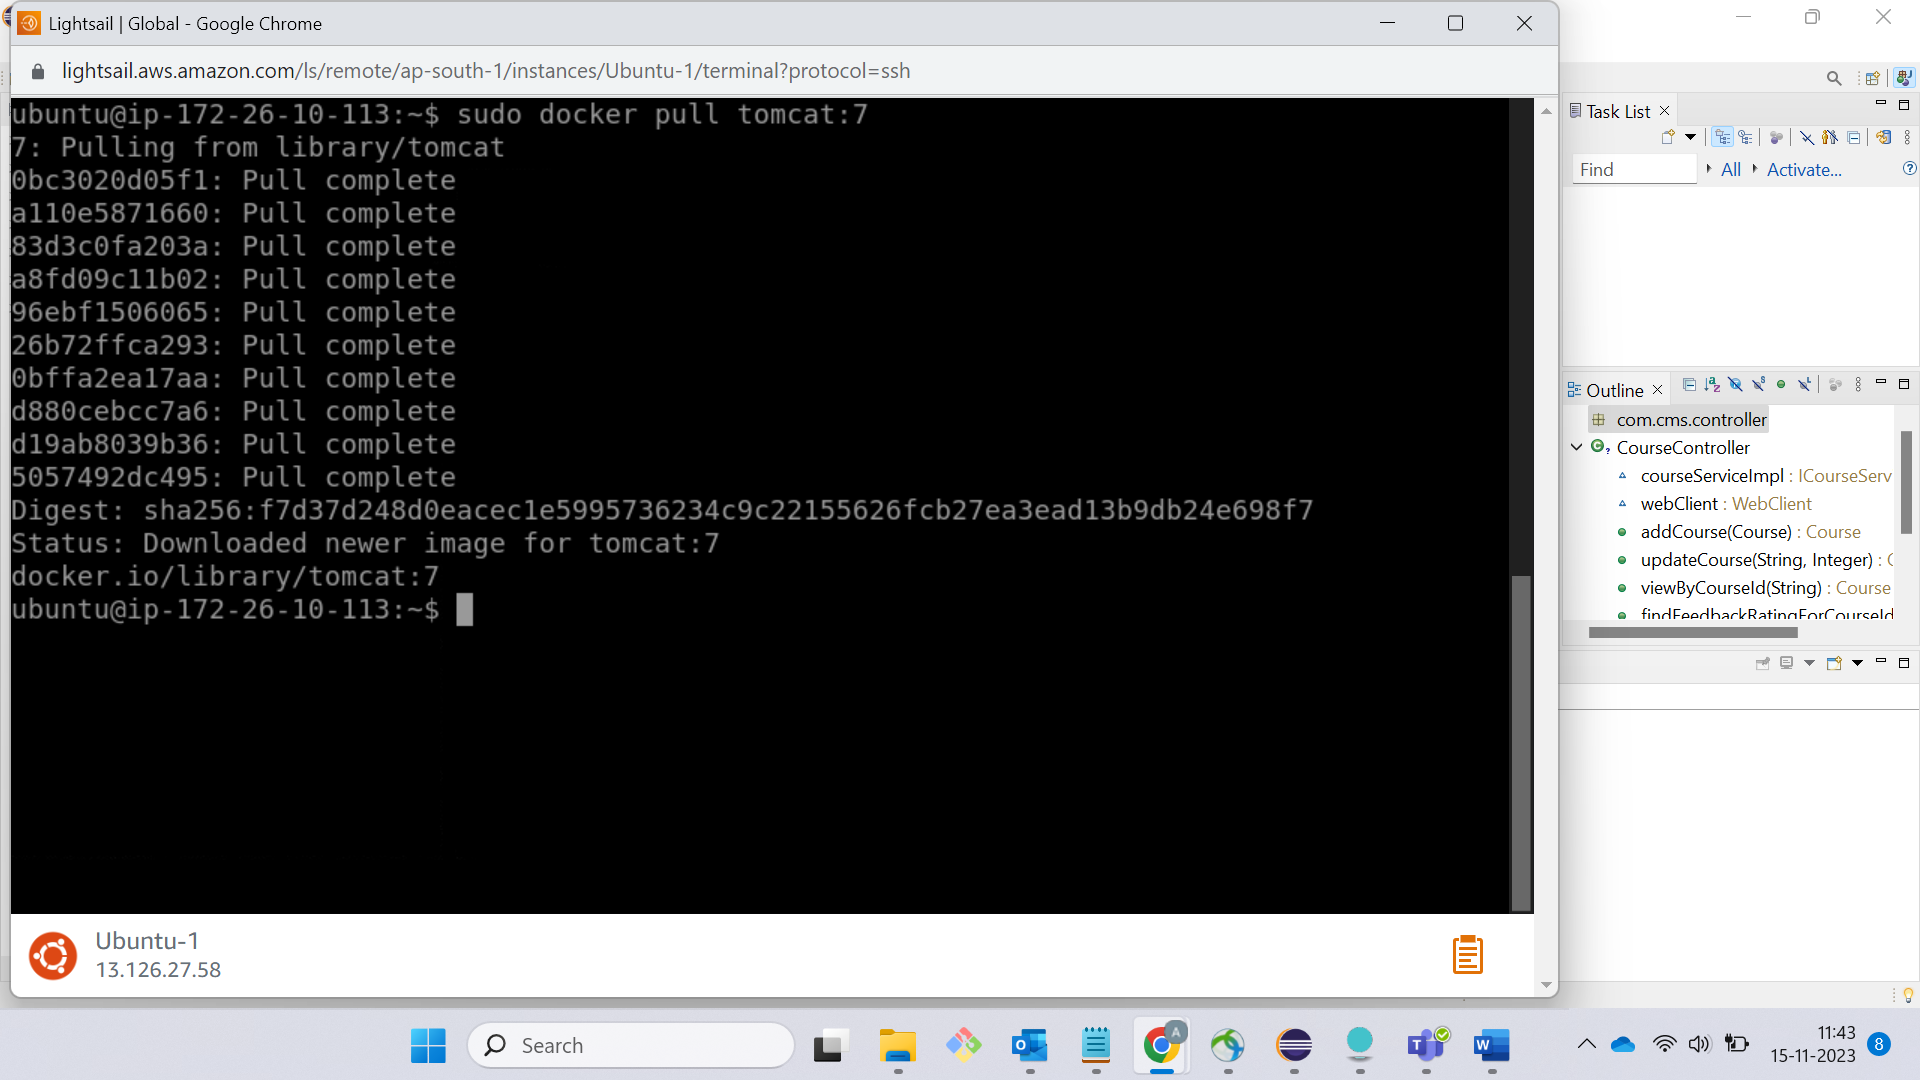 Lightsail | Global - Google Chrome
lightsail.aws.amazon.com/ls/remote/ap-south-1/instances/Ubuntu-1/terminal?protocol=ssh
ubuntu@ip-172-26-10-113:~$ sudo docker pull tomcat:7
7: Pulling from library/tomcat
0bc3020d05f1: Pull complete
a110e5871660: Pull complete
83d3c0fa203a: Pull complete
a8fd09c11b02: Pull complete
96ebf1506065: Pull complete
26b72ffca293: Pull complete
0bffa2ea17aa: Pull complete
d880cebcc7a6: Pull complete
d19ab8039b36: Pull complete
5057492dc495: Pull complete
Digest: sha256:f7d37d248d0eacec1e5995736234c9c22155626fcb27ea3ead13b9db24e698f7
Status: Downloaded newer image for tomcat:7
docker.io/library/tomcat:7
ubuntu@ip-172-26-10-113:~$
Ubuntu-1
13.126.27.58
Task List
Find All Activate...
Outline
com.cms.controller
CourseController
courseServiceImpl : ICourseServ
webClient : WebClient
addCourse(Course) : Course
updateCourse(String, Integer) : C
viewByCourseId(String) : Course
findFeedbackRatingForCourseId
Search
A
11:43
15-11-2023
8